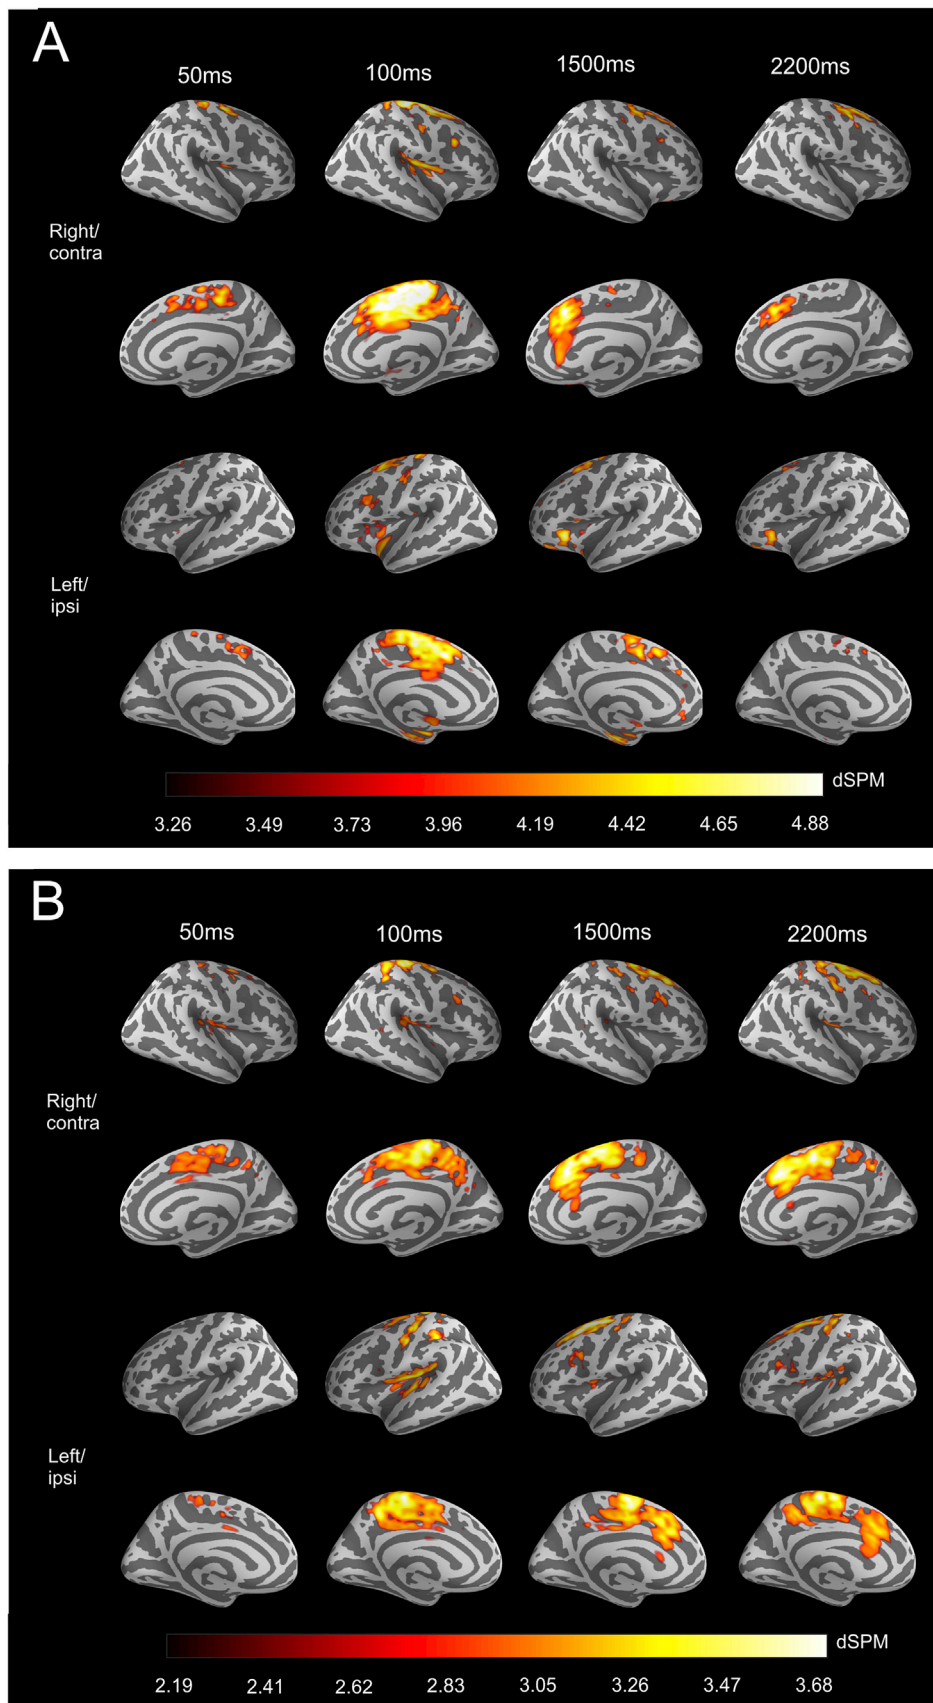 A
50ms 100ms 1500ms 2200ms
Right/
contra
Left/
ipsi
dSPM
3.26 3.49 3.73 3.96 4.19 4.42 4.65 4.88
B
50ms 100ms 1500ms 2200ms
Right/
contra
Left/
ipsi
dSPM
2.19 2.41 2.62 2.83 3.05 3.26 3.47 3.68